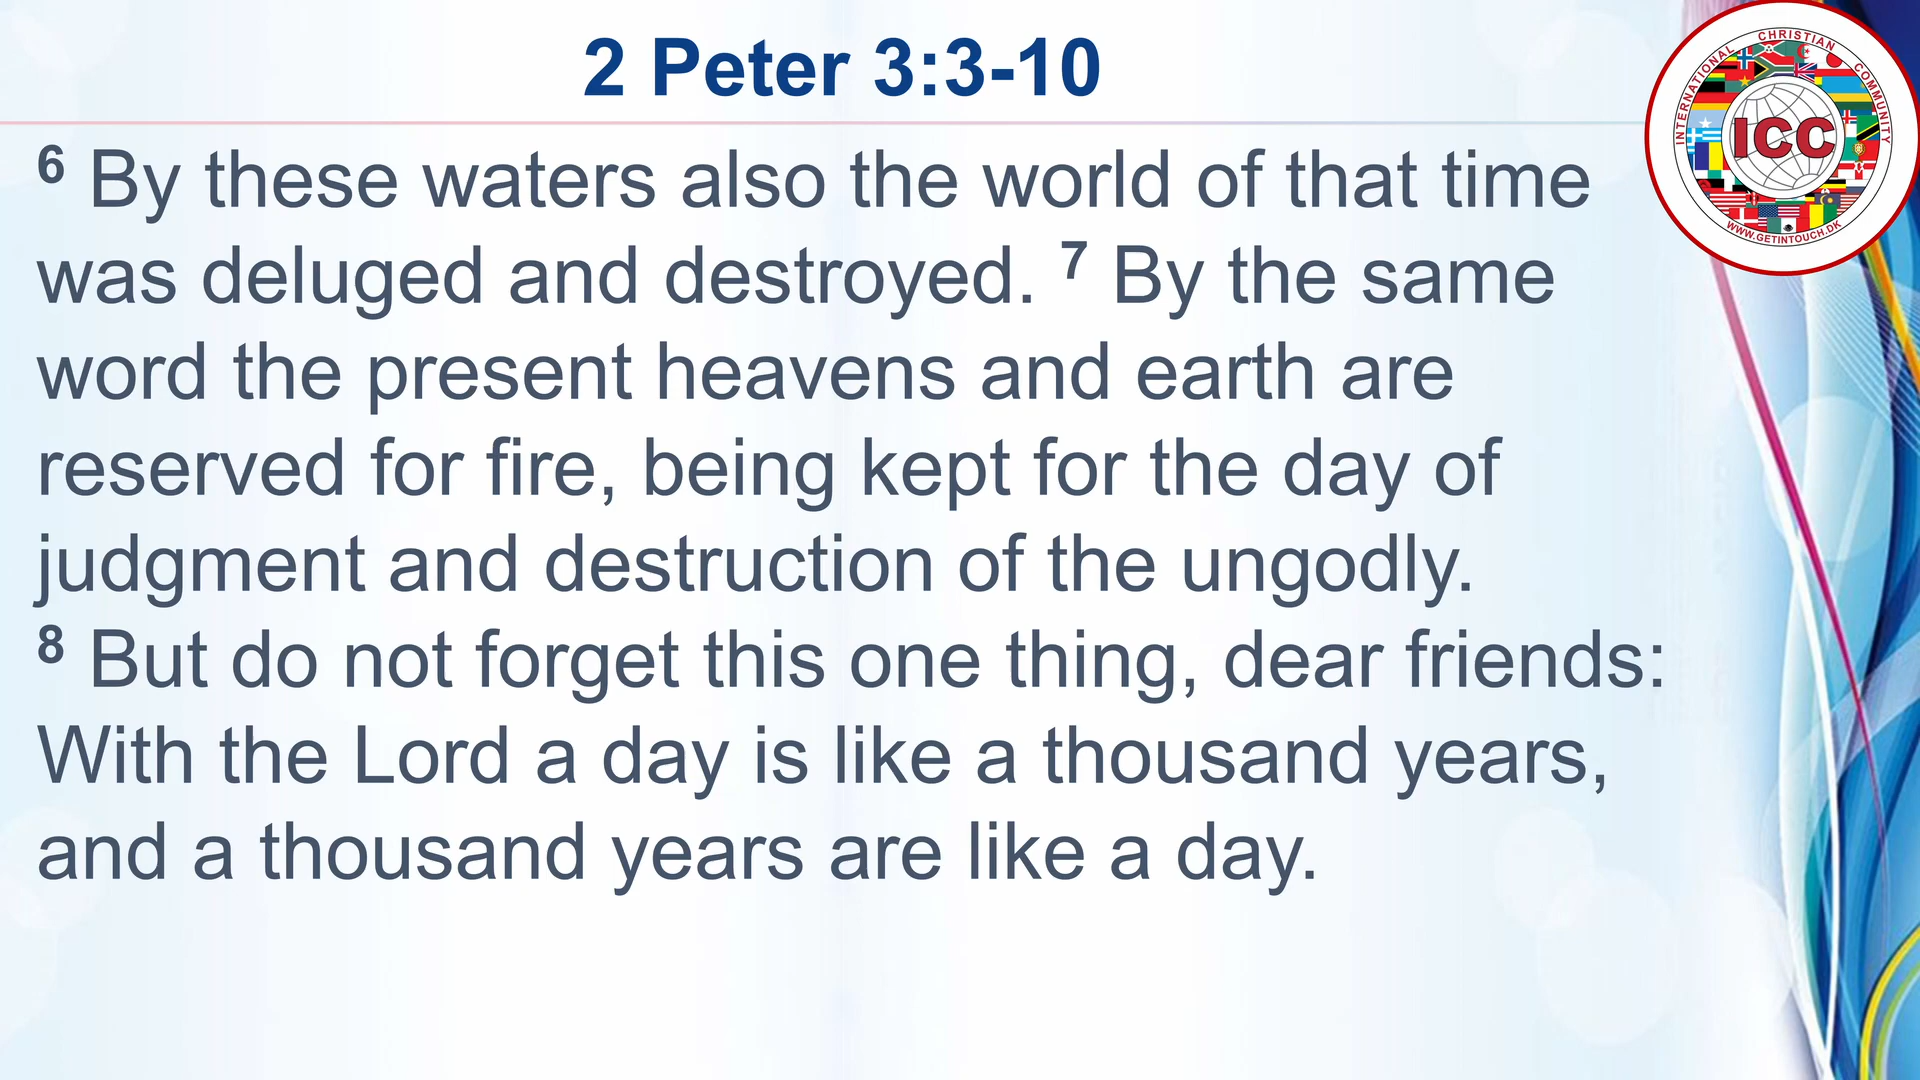 2 Peter 3:3-10
INTERNATIONAL CHRISTIAN COMMUNITY
ICC
WWW.GETINTOUCH.DK
6 By these waters also the world of that time
was deluged and destroyed. 7 By the same
word the present heavens and earth are
reserved for fire, being kept for the day of
judgment and destruction of the ungodly.
8 But do not forget this one thing, dear friends:
With the Lord a day is like a thousand years,
and a thousand years are like a day.